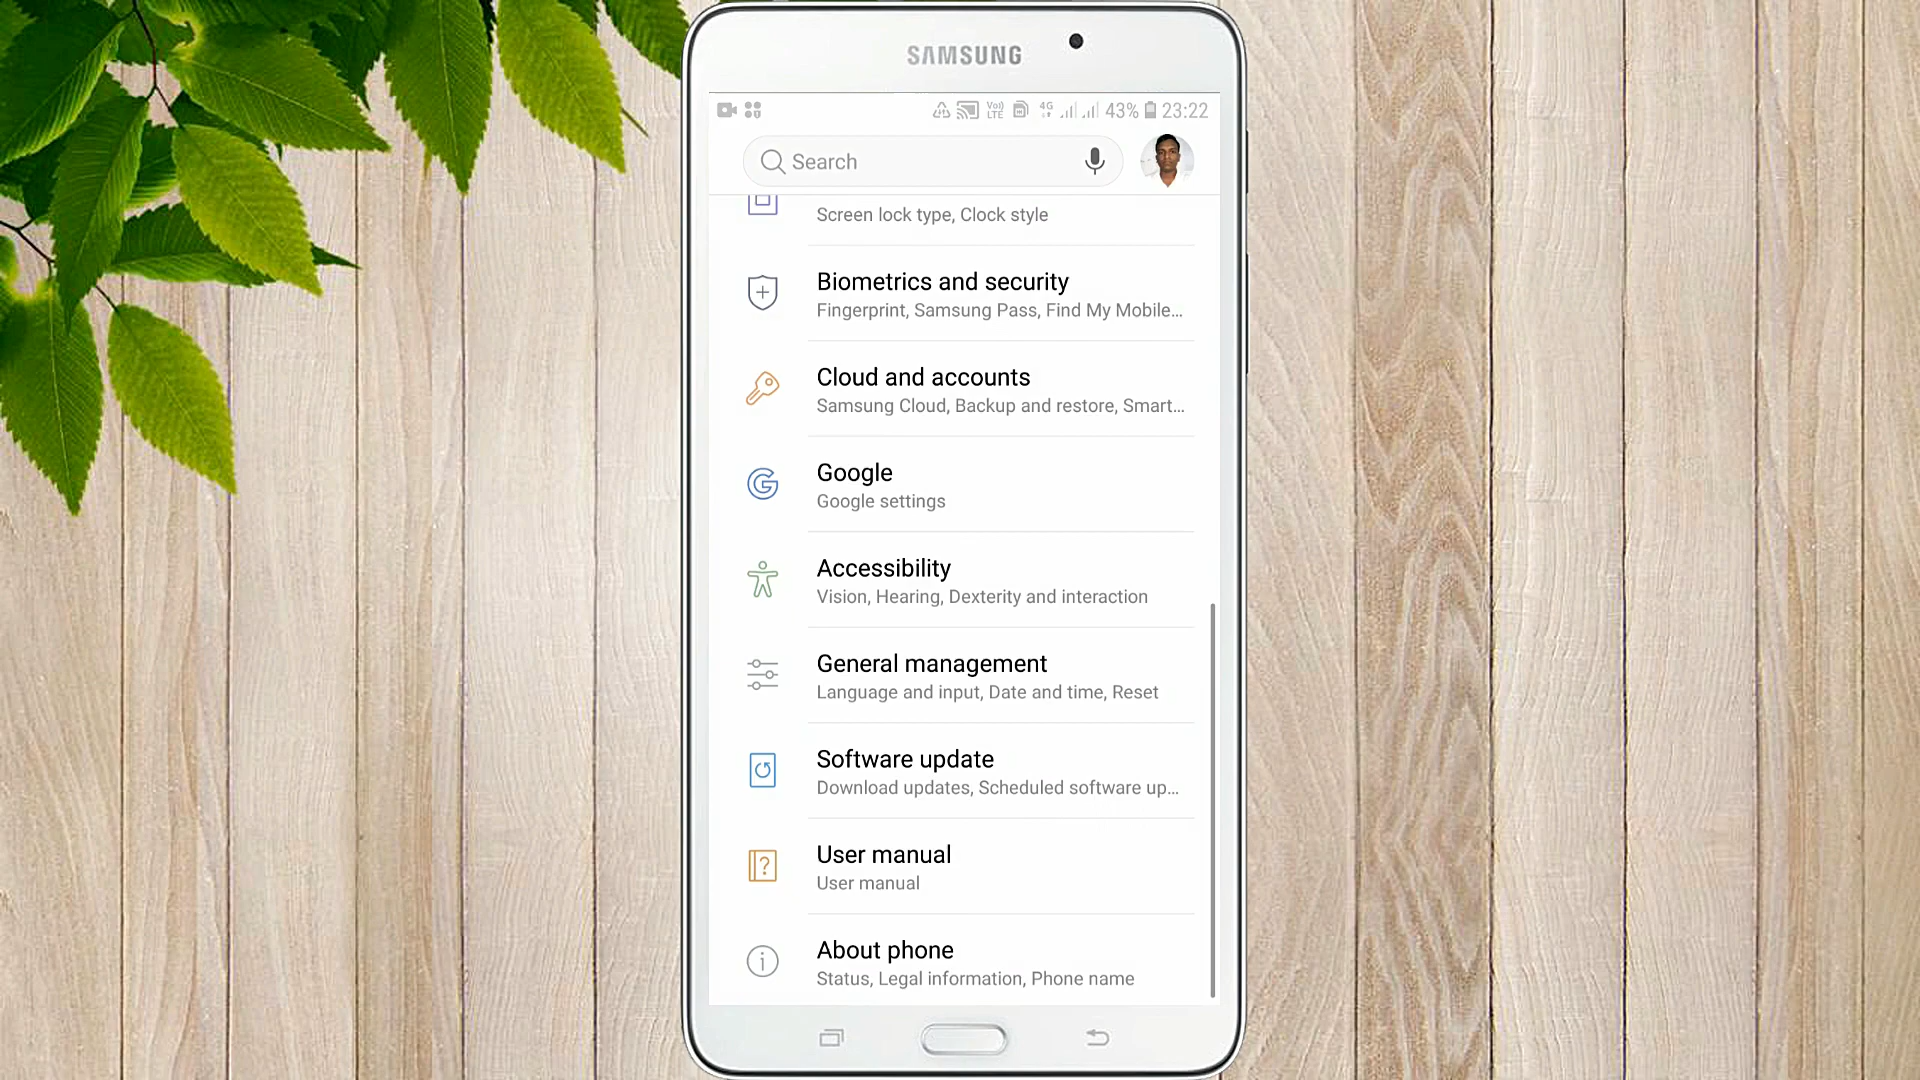 SAMSUNG
Vo) LTE 4G 43% 23:22
Search
Screen lock type, Clock style
Biometrics and security
Fingerprint, Samsung Pass, Find My Mobile...
Cloud and accounts
Samsung Cloud, Backup and restore, Smart...
Google
Google settings
Accessibility
Vision, Hearing, Dexterity and interaction
General management
Language and input, Date and time, Reset
Software update
Download updates, Scheduled software up...
User manual
User manual
About phone
Status, Legal information, Phone name